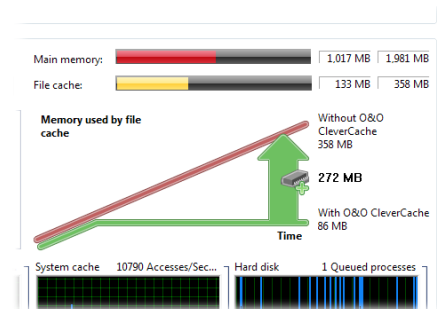 Main memory: 1,017 MB 1,981 MB
File cache: 133 MB 358 MB
Memory used by file
cache
Without O&O
CleverCache
358 MB
272 MB
With O&O CleverCache
86 MB
Time
System cache 10790 Accesses/Sec... Hard disk 1 Queued processes